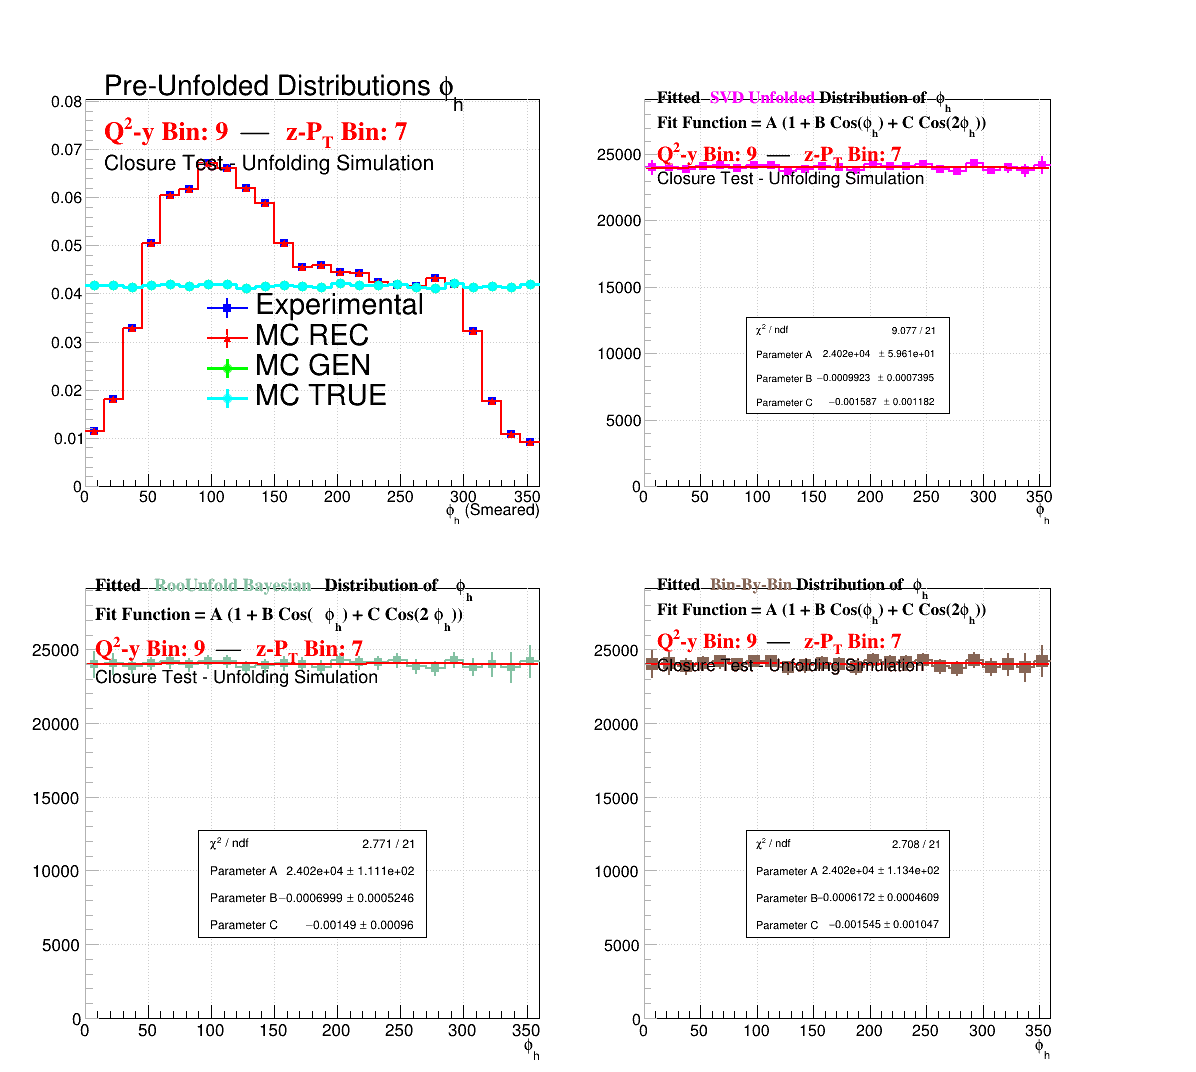 Pre-Unfolded Distributions ϕh
Q²-y Bin: 9 — z-PT Bin: 7
Closure Test - Unfolding Simulation
0.08
0.07
0.06
0.05
0.04
0.03
0.02
0.01
0
Experimental
MC REC
MC GEN
MC TRUE
0 50 100 150 200 250 300 350
ϕh (Smeared)
Fitted SVD Unfolded Distribution of ϕh
Fit Function = A (1 + B Cos(ϕh) + C Cos(2ϕh))
Q²-y Bin: 9 — z-PT Bin: 7
Closure Test - Unfolding Simulation
25000
20000
15000
10000
5000
0
χ² / ndf 9.077 / 21
Parameter A 2.402e+04 ± 5.961e+01
Parameter B −0.0009923 ± 0.0007395
Parameter C −0.001587 ± 0.001182
0 50 100 150 200 250 300 350
ϕh
Fitted RooUnfold Bayesian Distribution of ϕh
Fit Function = A (1 + B Cos( ϕh) + C Cos(2 ϕh))
Q²-y Bin: 9 — z-PT Bin: 7
Closure Test - Unfolding Simulation
25000
20000
15000
10000
5000
0
χ² / ndf 2.771 / 21
Parameter A 2.402e+04 ± 1.111e+02
Parameter B −0.0006999 ± 0.0005246
Parameter C −0.00149 ± 0.00096
0 50 100 150 200 250 300 350
ϕh
Fitted Bin-By-Bin Distribution of ϕh
Fit Function = A (1 + B Cos(ϕh) + C Cos(2ϕh))
Q²-y Bin: 9 — z-PT Bin: 7
Closure Test - Unfolding Simulation
25000
20000
15000
10000
5000
0
χ² / ndf 2.708 / 21
Parameter A 2.402e+04 ± 1.134e+02
Parameter B −0.0006172 ± 0.0004609
Parameter C −0.001545 ± 0.001047
0 50 100 150 200 250 300 350
ϕh